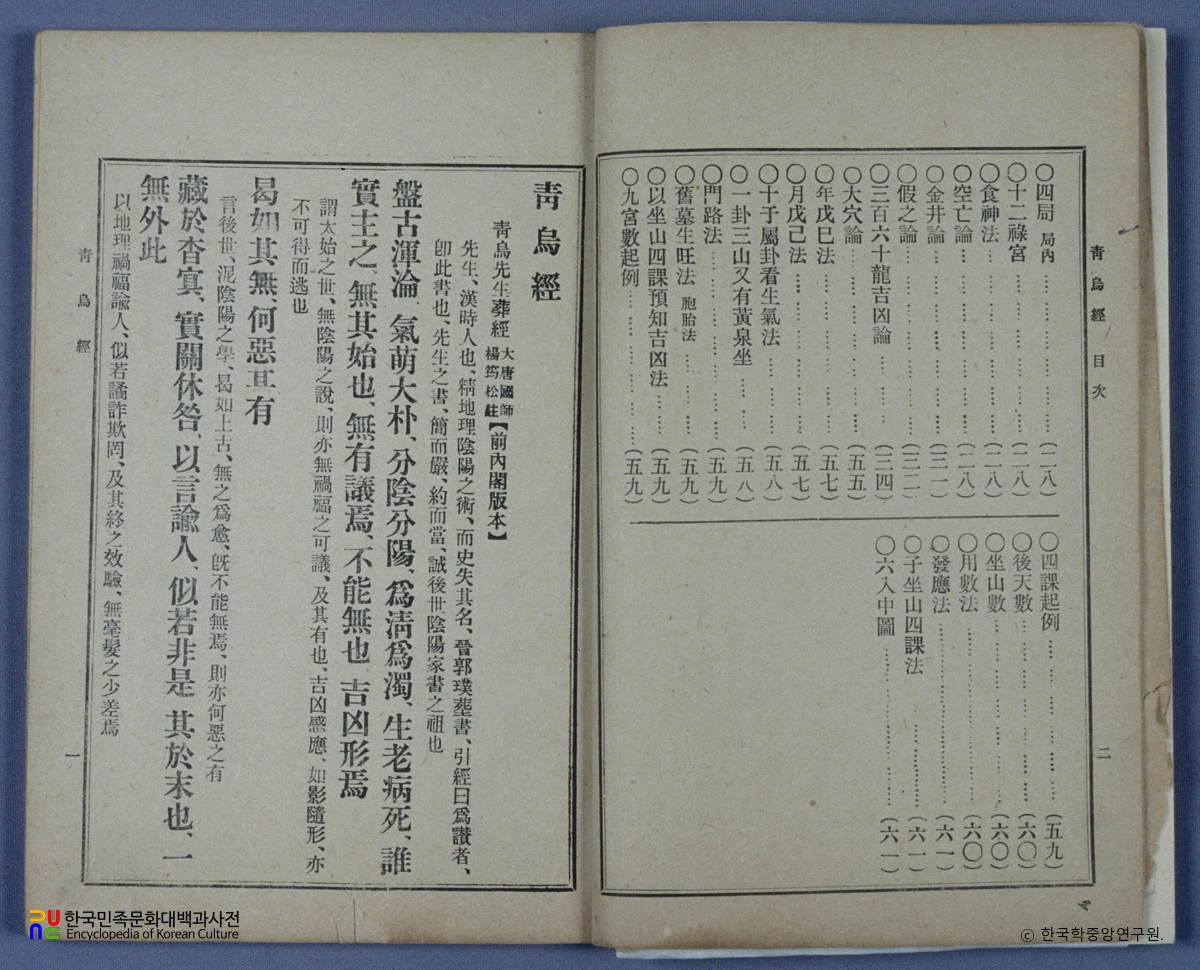 靑烏經 目次
二
○四局 局內……………………(二八)
○十二祿宮……………………(二八)
○食神法……………………(二八)
○空亡論……………………(二八)
○金井論……………………(三一)
○假之論……………………(三二)
○三百六十龍吉凶論……………(三四)
○大穴論……………………(五五)
○年戊巳法……………………(五七)
○月戊己法……………………(五七)
○十于屬卦看生氣法……………(五八)
○一卦三山又有黃泉坐…………(五八)
○門路法……………………(五九)
○舊墓生旺法 胞胎法……………(五九)
○以坐山四課預知吉凶法………(五九)
○九宮數起例…………………(五九)
○四課起例……………………(五九)
○後天數……………………(六〇)
○坐山數……………………(六〇)
○用數法……………………(六〇)
○發應法……………………(六一)
○子坐山四課法…………………(六一)
○六入中圖……………………(六一)
靑烏經
靑烏先生葬經 大唐國師楊筠松註【前內閣版本】
先生、漢時人也、精地理陰陽之術、而史失其名、晉郭璞葬書、引經曰爲讚者、
卽此書也、先生之書、簡而嚴、約而當、誠後世陰陽家書之祖也
盤古渾淪、氣萌大朴、分陰分陽、爲淸爲濁、生老病死、誰
實主之、無其始也、無有議焉、不能無也 吉凶形焉
謂太始之世、無陰陽之說、則亦無禍福之可議、及其有也、吉凶感應、如影隨形、亦
不可得而逃也
曷如其無、何惡其有
言後世、泥陰陽之學、曷如上古、無之爲愈、旣不能無焉、則亦何惡之有
藏於杳冥、實關休咎、以言諭人、似若非是 其於末也、一
無外此
以地理禍福諭人、似若譎詐欺罔、及其終之效驗、無毫髮之少差焉
靑烏經
一
한국민족문화대백과사전
Encyclopedia of Korean Culture
ⓒ 한국학중앙연구원.